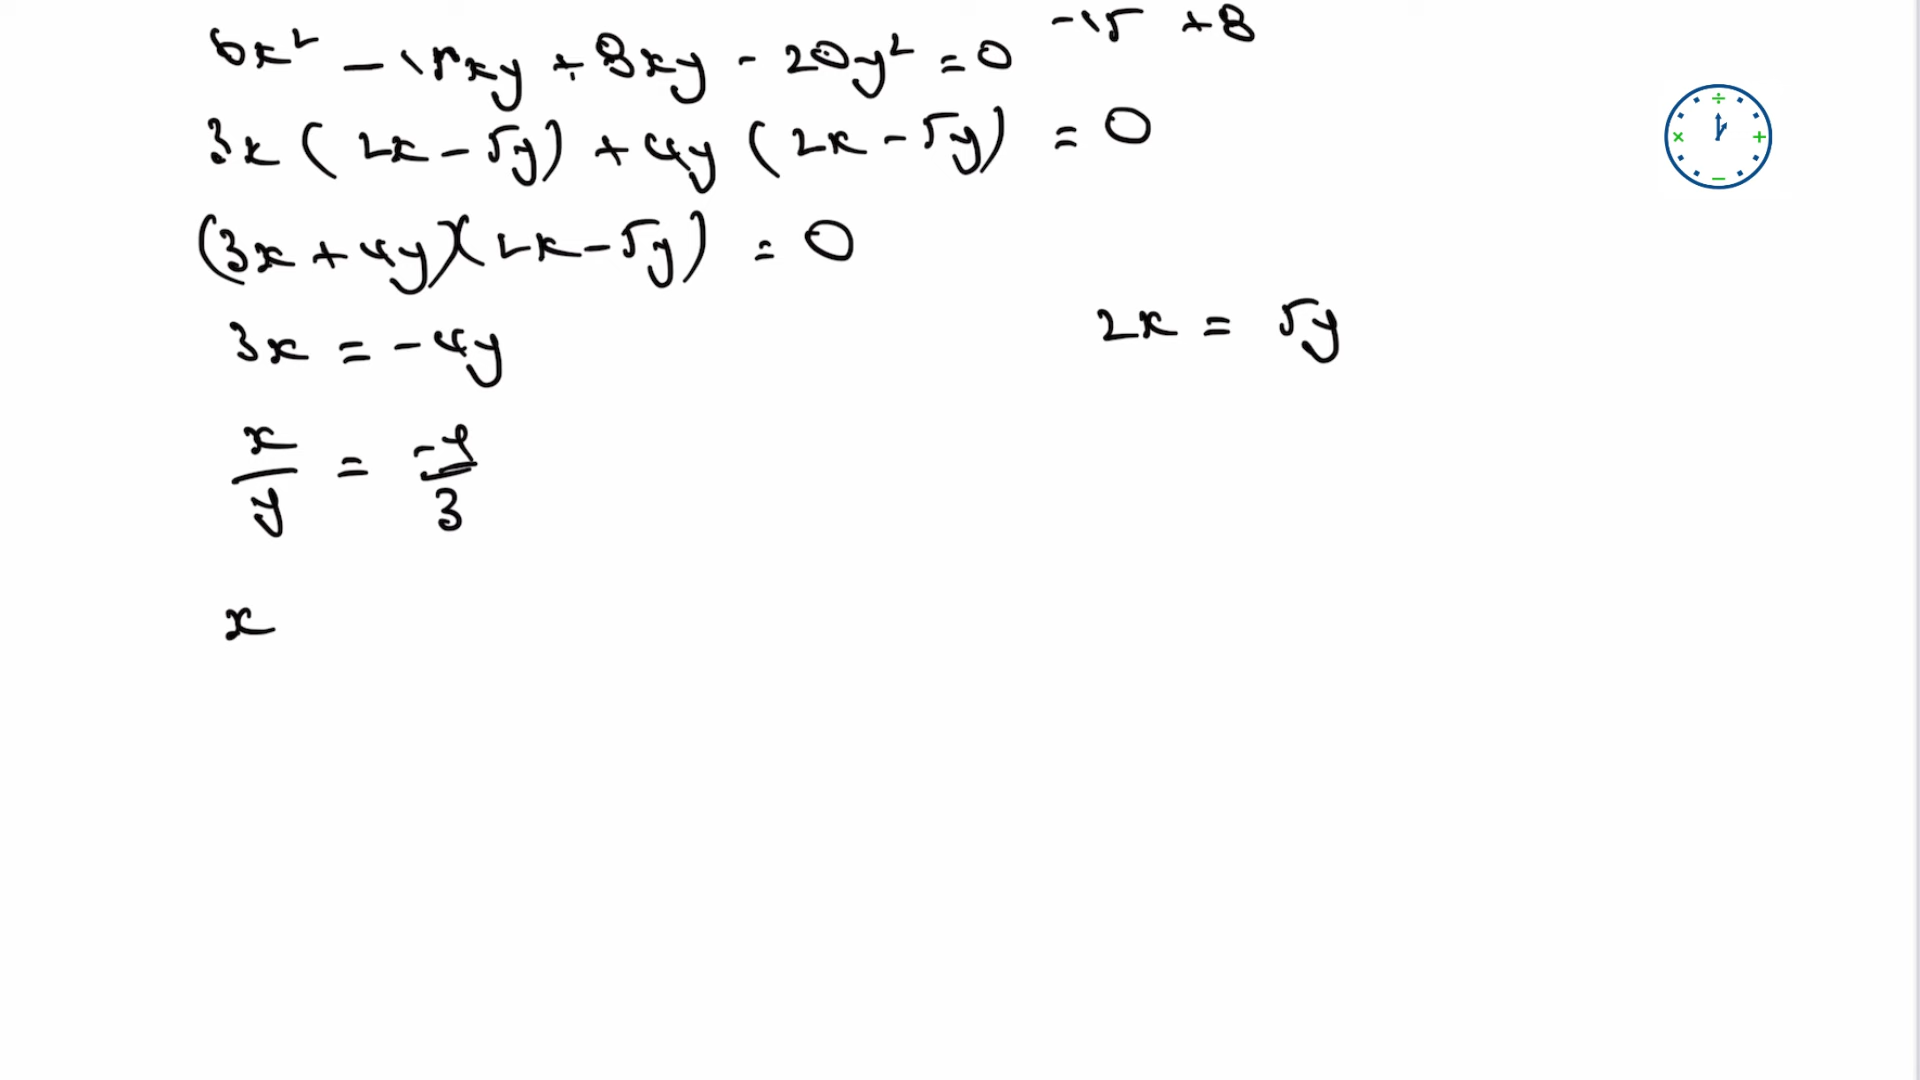 6x² - 15xy + 8xy - 20y² = 0 -15 +8
3x ( 2x - 5y) + 4y ( 2x - 5y) = 0
(3x + 4y)(2x - 5y) = 0
3x = -4y 2x = 5y
x/y = -4/3
x